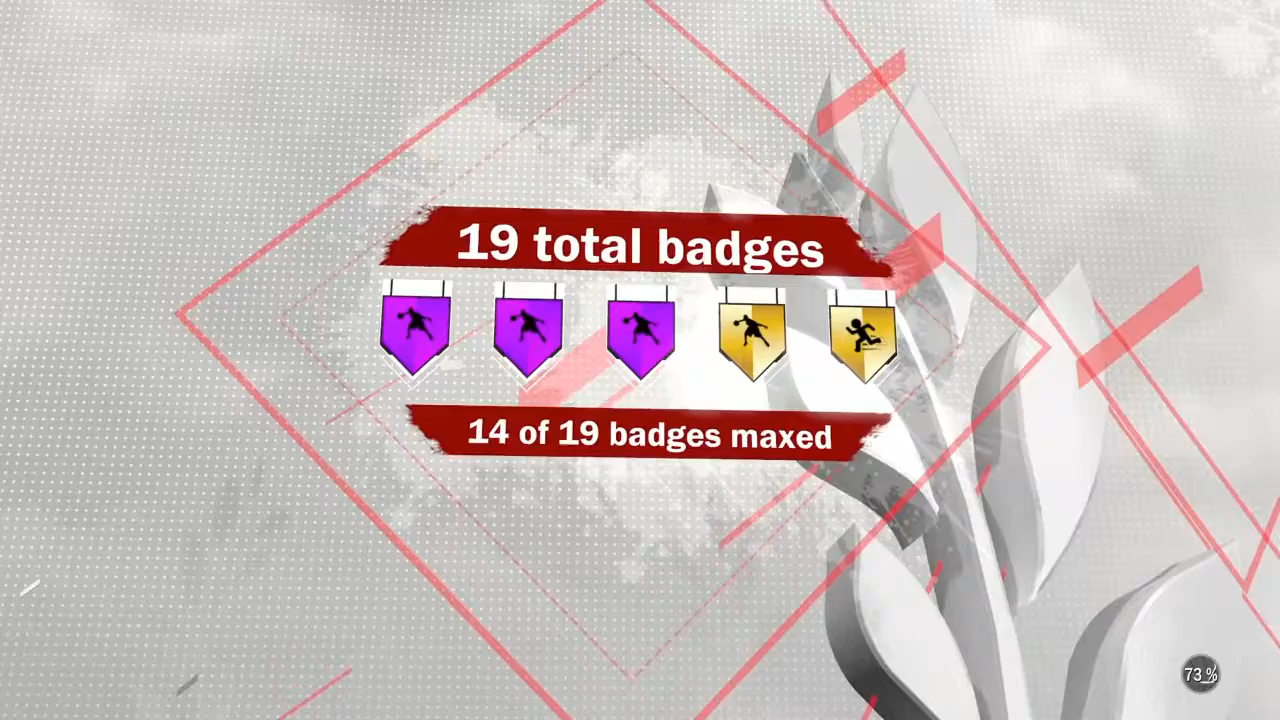 19 total badges
14 of 19 badges maxed
73 %